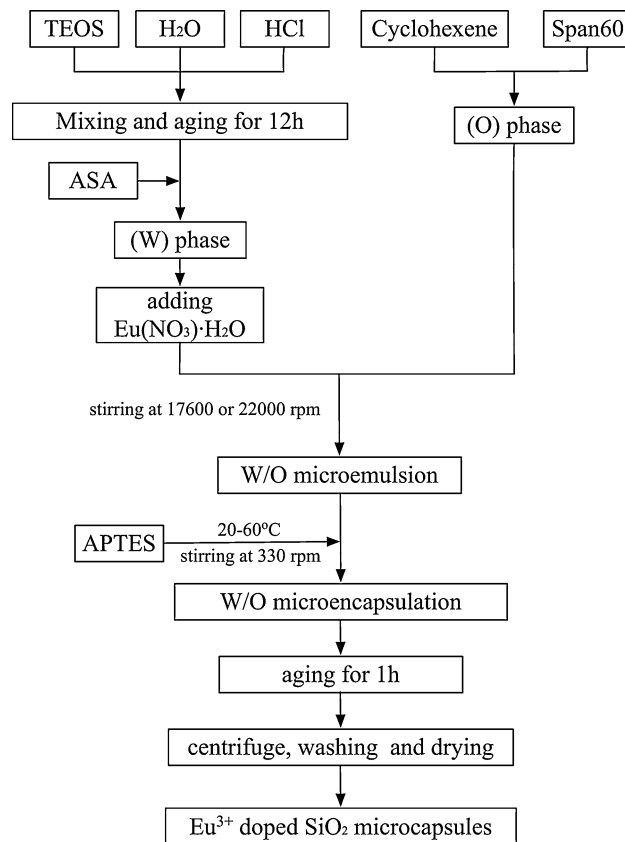 TEOS
H₂O
HCl
Cyclohexene
Span60
Mixing and aging for 12h
(O) phase
ASA
(W) phase
adding
Eu(NO₃)·H₂O
stirring at 17600 or 22000 rpm
W/O microemulsion
APTES
20-60ºC
stirring at 330 rpm
W/O microencapsulation
aging for 1h
centrifuge, washing and drying
Eu³⁺ doped SiO₂ microcapsules